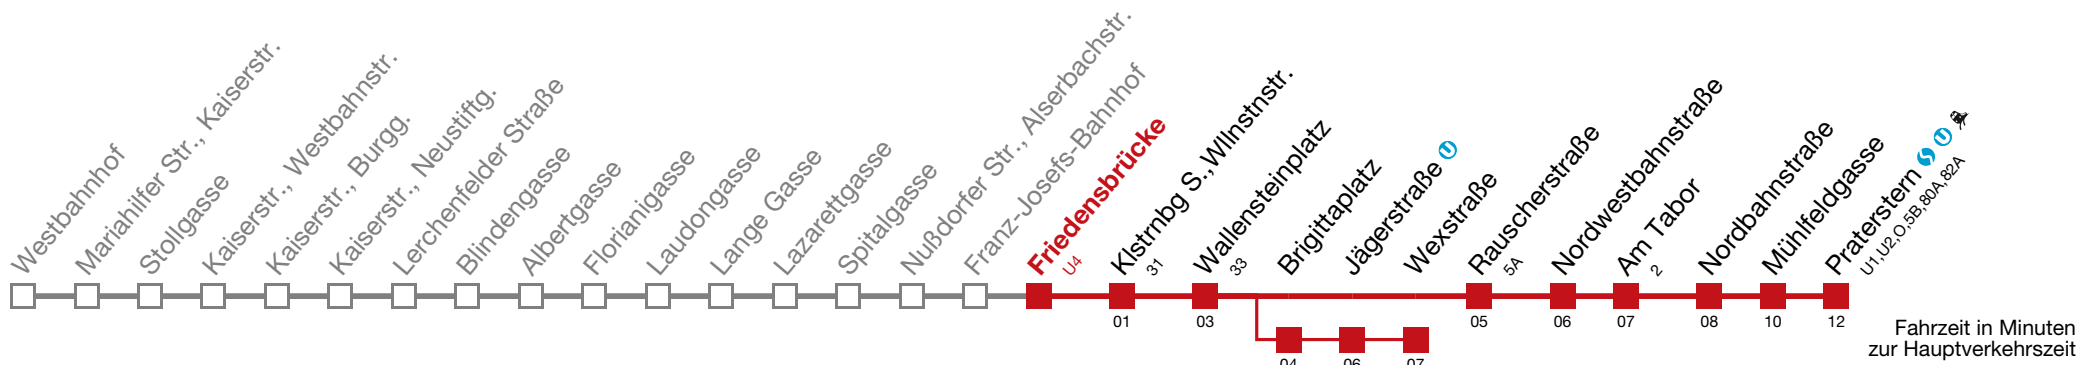 Westbahnhof
Mariahilfer Str., Kaiserstr.
Stollgasse
Kaiserstr., Westbahnstr.
Kaiserstr., Burgg.
Kaiserstr., Neustiftg.
Lerchenfelder Straße
Blindengasse
Albertgasse
Florianigasse
Laudongasse
Lange Gasse
Lazarettgasse
Spitalgasse
Nußdorfer Str., Alserbachstr.
Franz-Josefs-Bahnhof
Friedensbrücke
U4
Klstrnbg S., Wllnstnstr.
31
01
Wallensteinplatz
33
03
Brigittaplatz
04
Jägerstraße U
06
Wexstraße
07
Rauscherstraße
5A
05
Nordwestbahnstraße
06
Am Tabor
2
07
Nordbahnstraße
08
Mühlfeldgasse
10
Praterstern S U
U1,U2,O,5B,80A,82A
12
Fahrzeit in Minuten
zur Hauptverkehrszeit